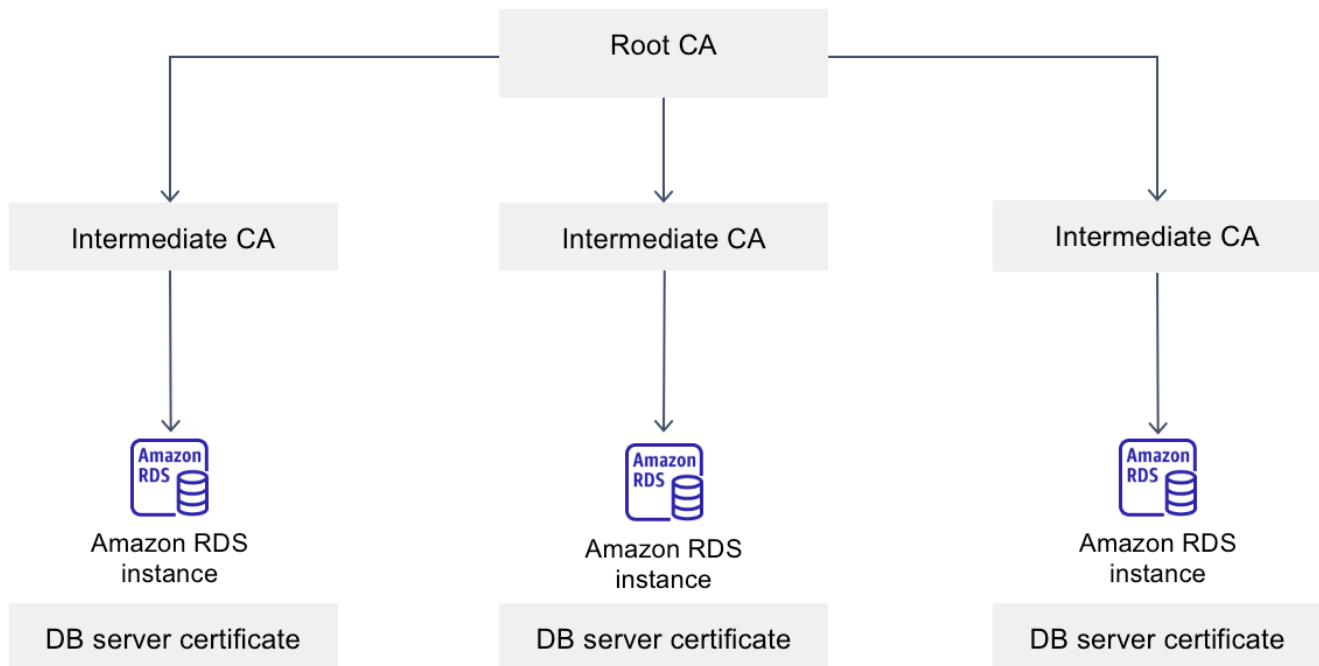 Root CA
Intermediate CA
Intermediate CA
Intermediate CA
Amazon
RDS
Amazon
RDS
Amazon
RDS
Amazon RDS
instance
Amazon RDS
instance
Amazon RDS
instance
DB server certificate
DB server certificate
DB server certificate